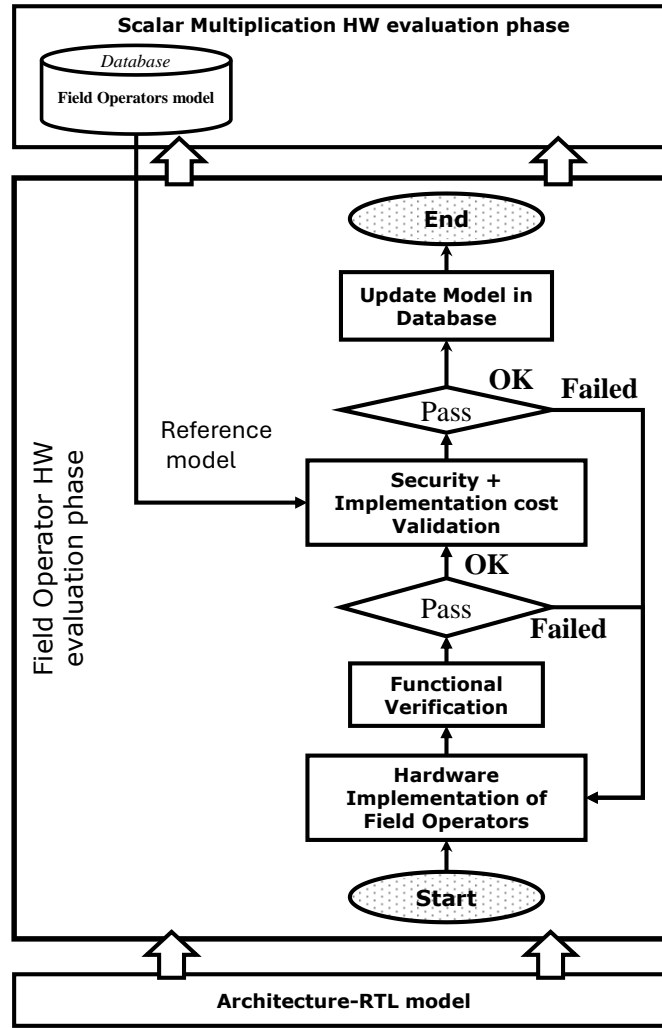 Scalar Multiplication HW evaluation phase
Database
Field Operators model
End
Update Model in
Database
OK
Failed
Pass
Reference
model
Security +
Implementation cost
Validation
OK
Pass
Failed
Field Operator HW
evaluation phase
Functional
Verification
Hardware
Implementation of
Field Operators
Start
Architecture-RTL model